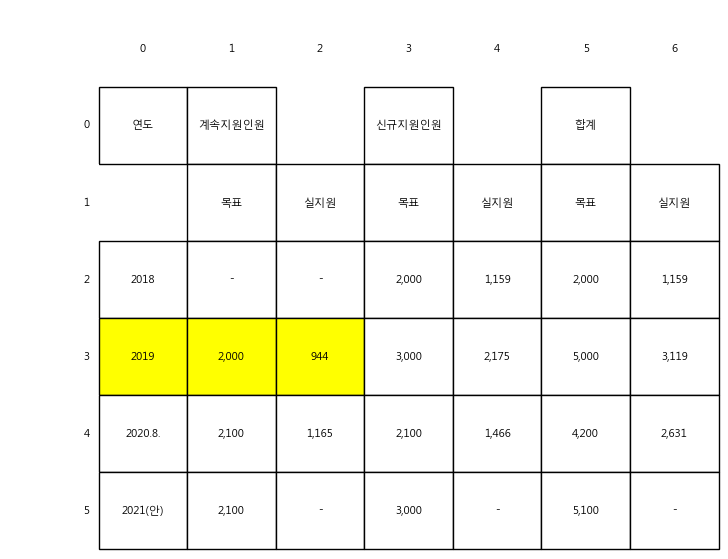 0 1 2 3 4 5 6
0 연도 계속지원인원 신규지원인원 합계
1 목표 실지원 목표 실지원 목표 실지원
2 2018 - - 2,000 1,159 2,000 1,159
3 2019 2,000 944 3,000 2,175 5,000 3,119
4 2020.8. 2,100 1,165 2,100 1,466 4,200 2,631
5 2021(안) 2,100 - 3,000 - 5,100 -